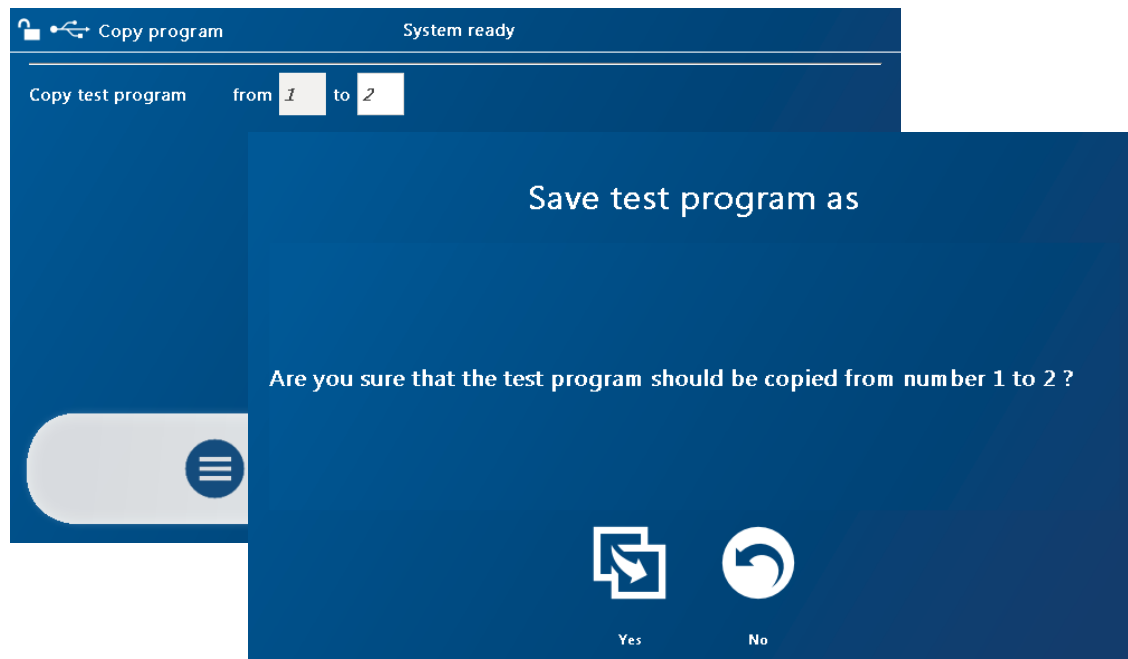 Copy program System ready
Copy test program from 1 to 2
Save test program as
Are you sure that the test program should be copied from number 1 to 2 ?
Yes No